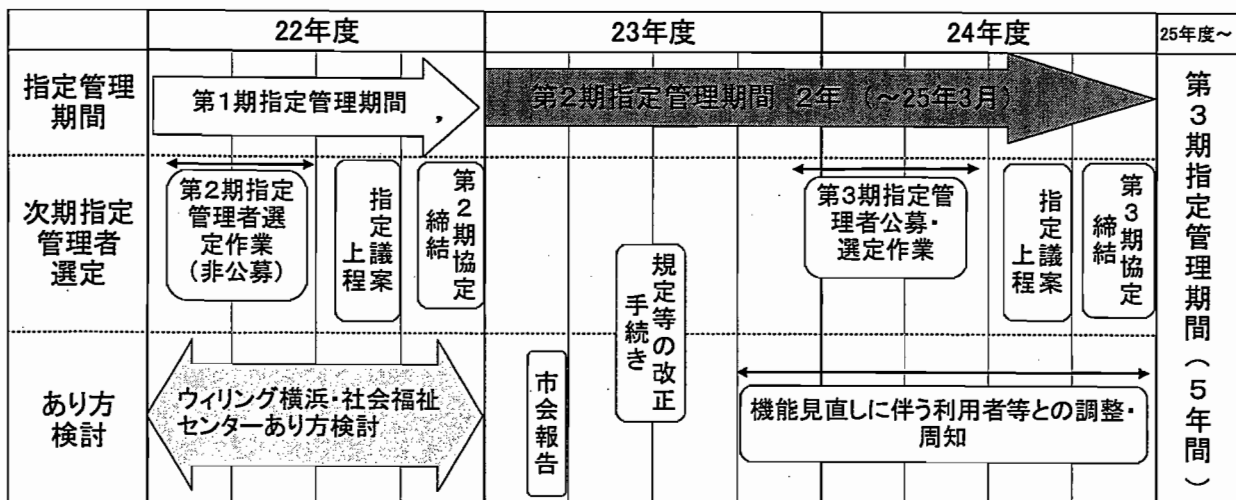 22年度
23年度
24年度
25年度~
指定管理
期間
第1期指定管理期間
第2期指定管理期間 2年 (~25年3月)
第3期指定管理期間(5年間)
次期指定
管理者
選定
第2期指定
管理者選
定作業
(非公募)
指定議案
上程
第2期協定
締結
規定等の改正
手続き
第3期指定管
理者公募・
選定作業
指定議案
上程
第3期協定
締結
あり方
検討
ウィリング横浜・社会福祉
センターあり方検討
市会報告
機能見直しに伴う利用者等との調整・
周知